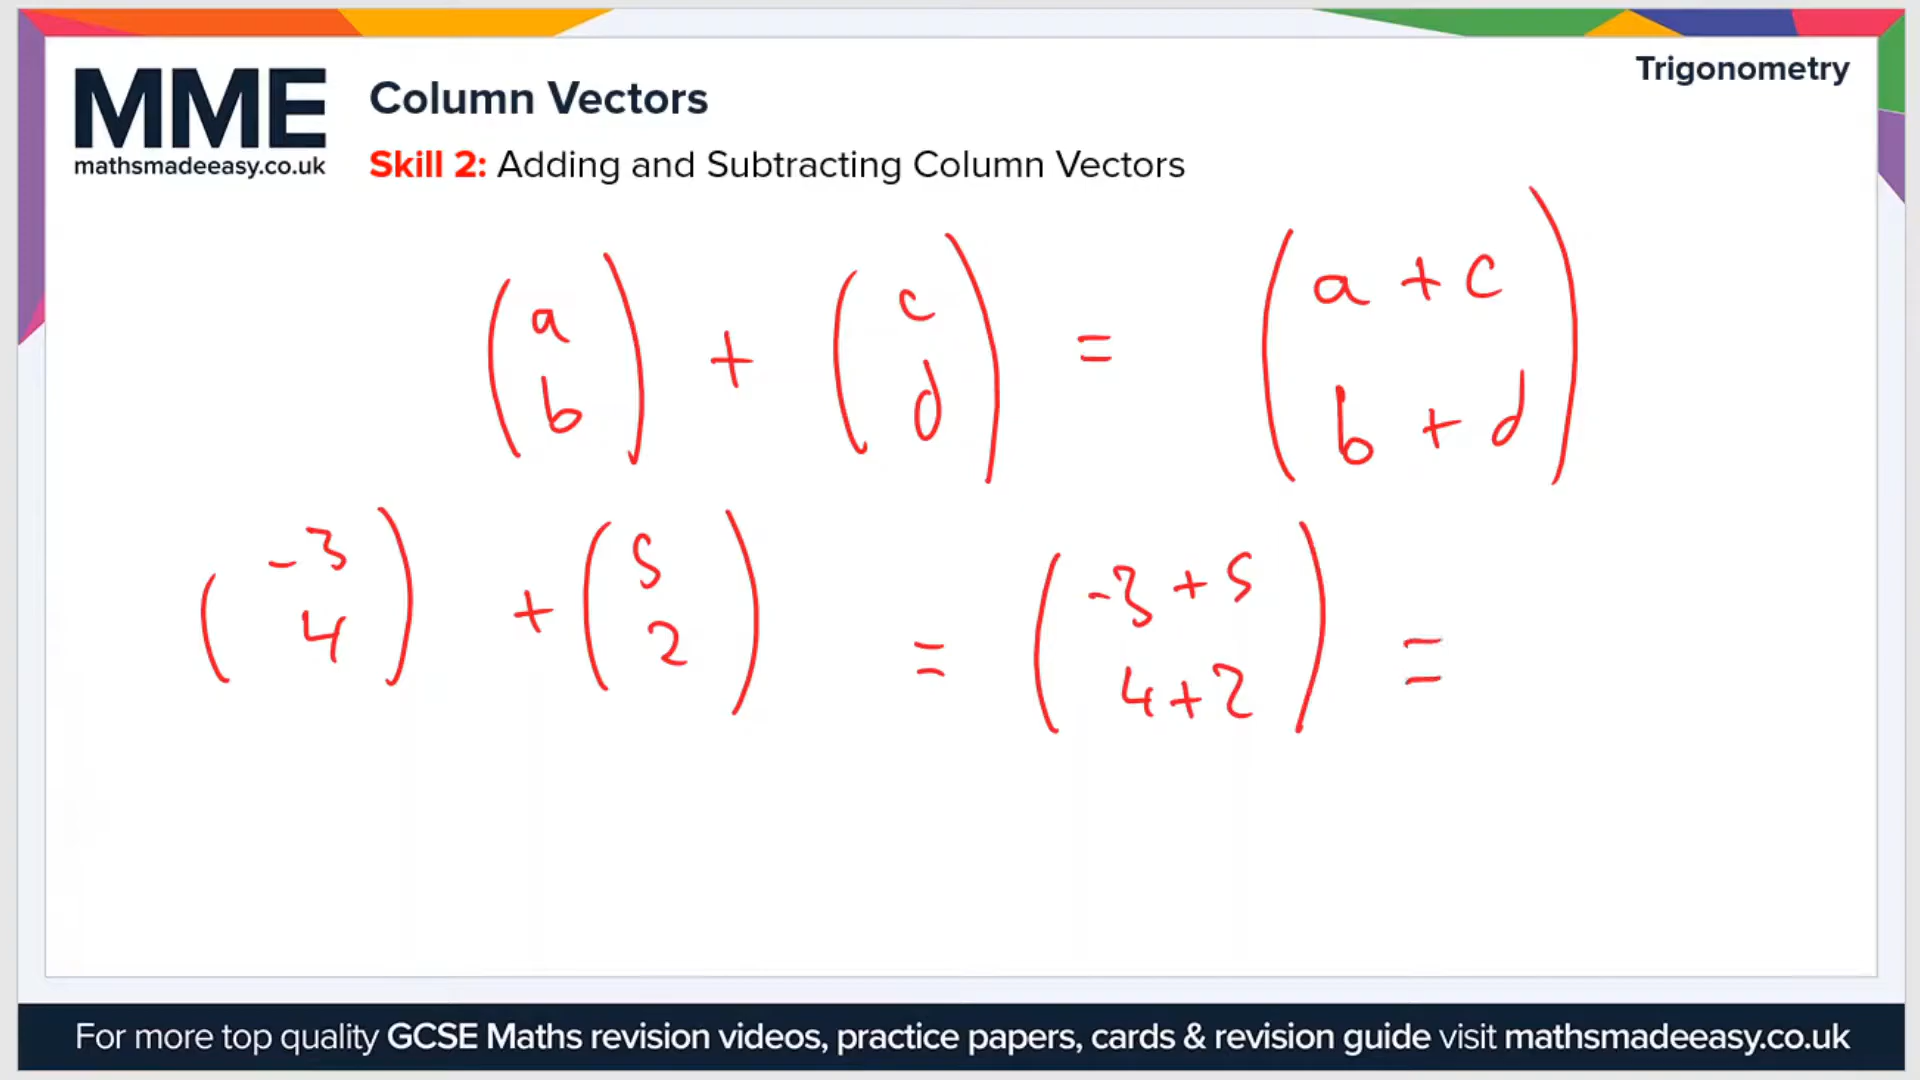 Trigonometry
MME
mathsmadeeasy.co.uk
Column Vectors
Skill 2: Adding and Subtracting Column Vectors
(a b) + (c d) = (a + c b + d)
(-3 4) + (5 2) = (-3 + 5 4 + 2) =
For more top quality GCSE Maths revision videos, practice papers, cards & revision guide visit mathsmadeeasy.co.uk